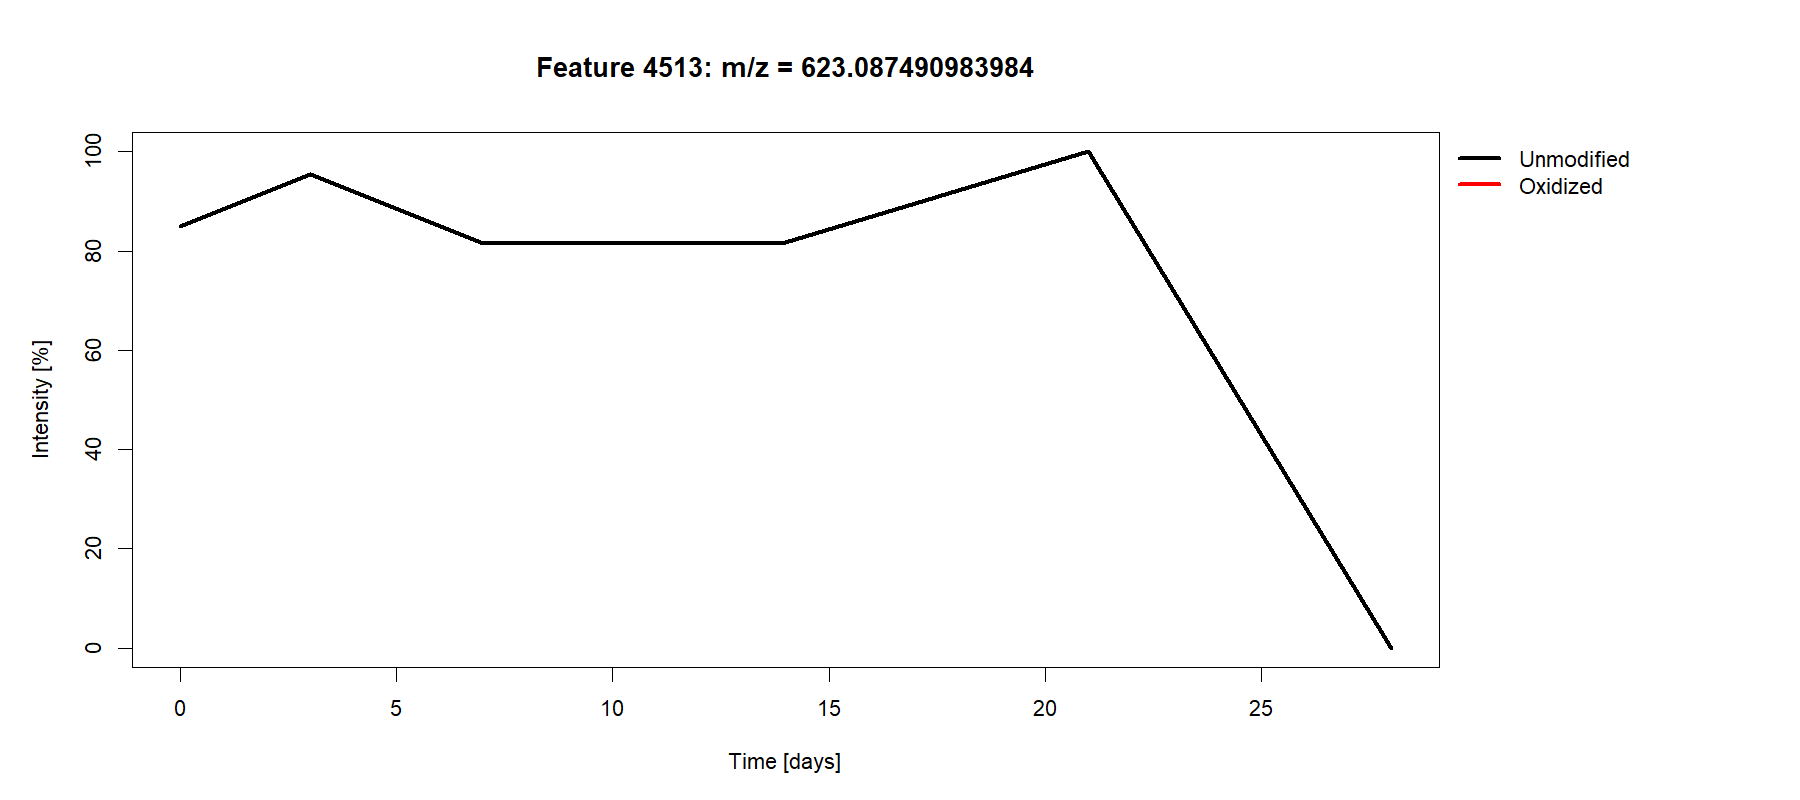 Feature 4513: m/z = 623.087490983984
Unmodified
Oxidized
Intensity [%]
100
80
60
40
20
0
0 5 10 15 20 25
Time [days]